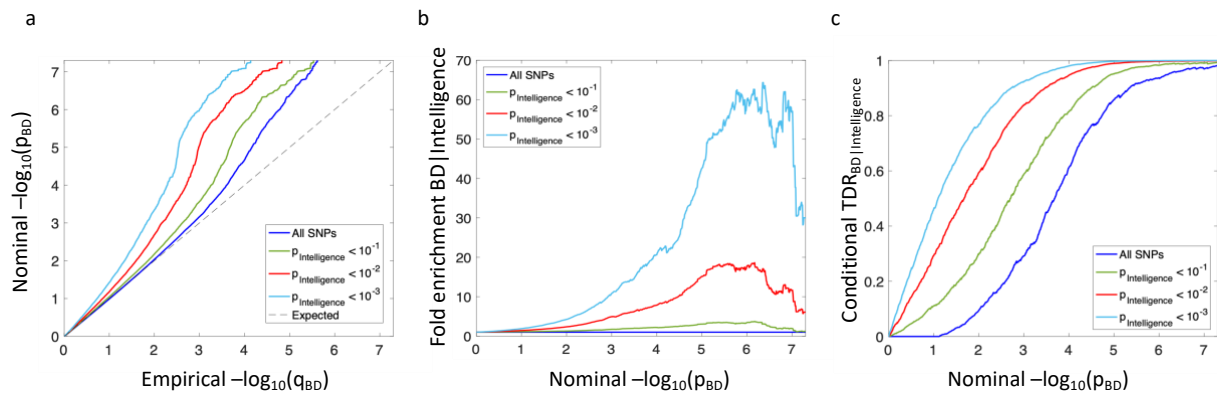 a
Nominal –log10(pBD)
7
6
5
4
3
2
1
0
All SNPs
pIntelligence < 10-1
pIntelligence < 10-2
pIntelligence < 10-3
Expected
0 1 2 3 4 5 6 7
Empirical –log10(qBD)
b
Fold enrichment BD|Intelligence
70
60
50
40
30
20
10
0
All SNPs
pIntelligence < 10-1
pIntelligence < 10-2
pIntelligence < 10-3
0 1 2 3 4 5 6 7
Nominal –log10(pBD)
c
Conditional TDRBD|Intelligence
1
0.8
0.6
0.4
0.2
0
All SNPs
pIntelligence < 10-1
pIntelligence < 10-2
pIntelligence < 10-3
0 1 2 3 4 5 6 7
Nominal –log10(pBD)